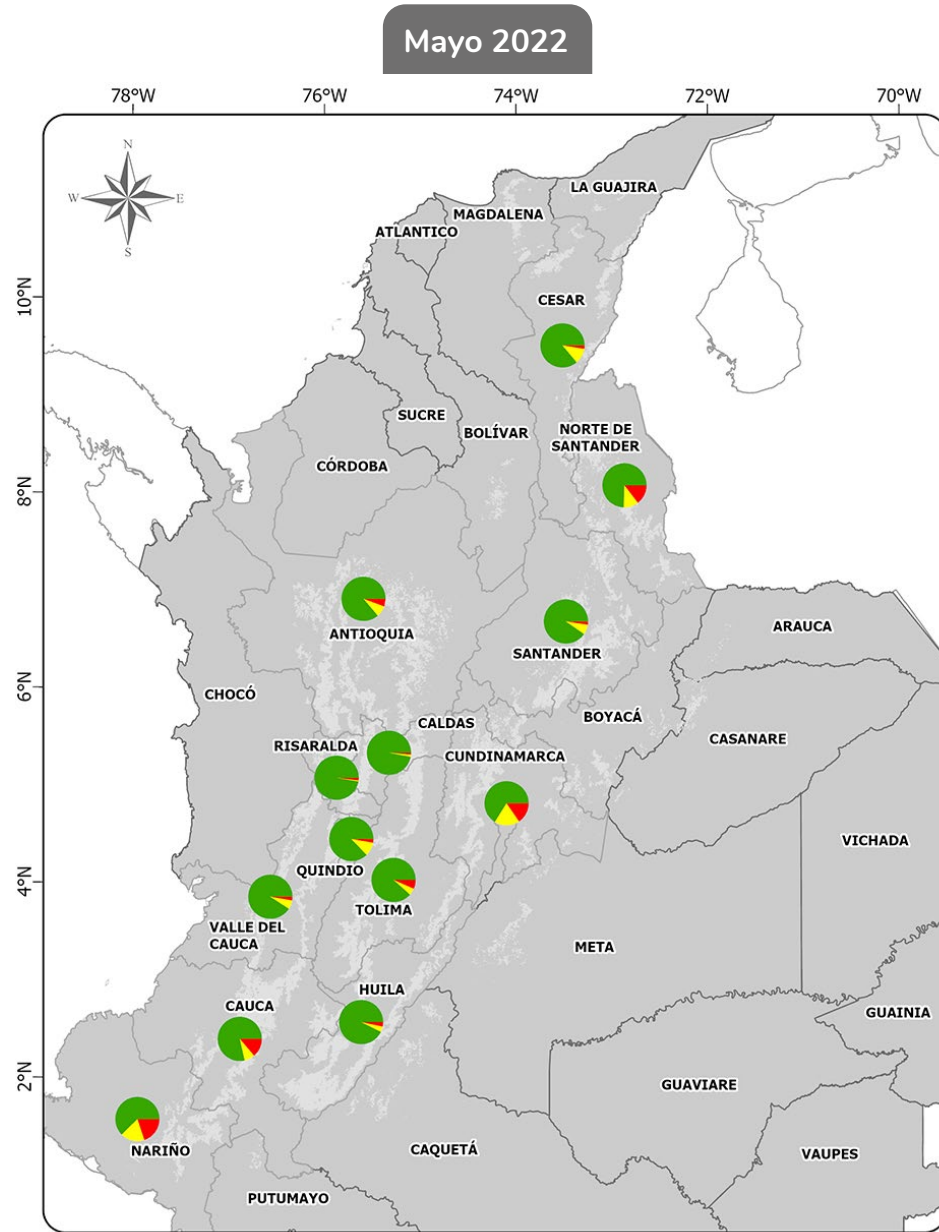 Mayo 2022
78°W
76°W
74°W
72°W
70°W
N
W
E
S
10°N
8°N
6°N
4°N
2°N
LA GUAJIRA
MAGDALENA
ATLANTICO
CESAR
SUCRE
BOLÍVAR
NORTE DE
SANTANDER
CÓRDOBA
ANTIOQUIA
SANTANDER
ARAUCA
CHOCÓ
BOYACÁ
CALDAS
RISARALDA
CUNDINAMARCA
CASANARE
VICHADA
QUINDIO
TOLIMA
VALLE DEL
CAUCA
META
HUILA
CAUCA
GUAINIA
GUAVIARE
NARIÑO
CAQUETÁ
VAUPES
PUTUMAYO